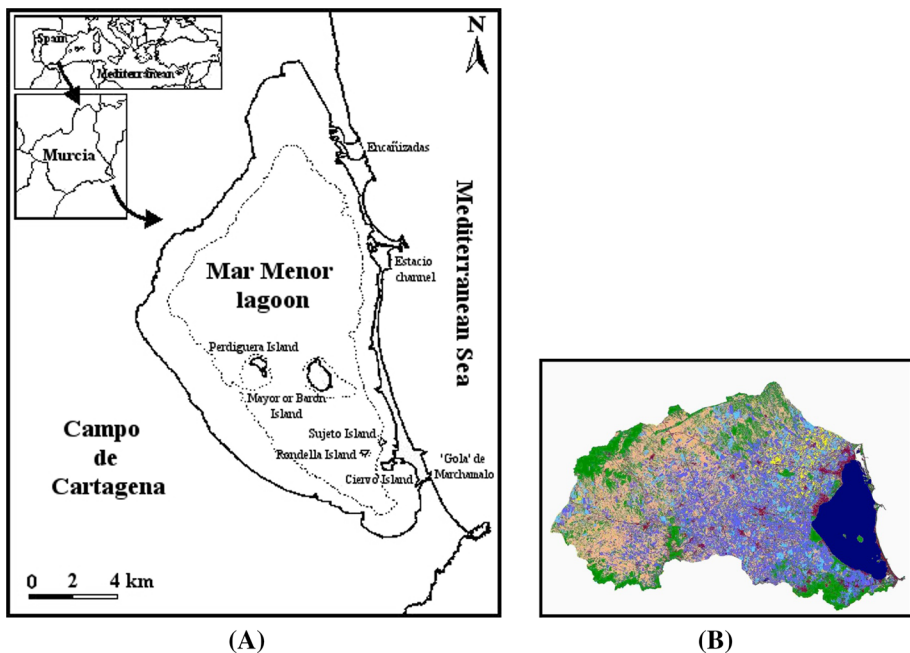 Spain
Mediterranean
Murcia
N
Encañizadas
Mediterranean Sea
Estacio
channel
Mar Menor
lagoon
Perdiguera Island
Mayor or Barón
Island
Sujeto Island
Rondella Island
Ciervo Island
'Gola' de
Marchamalo
Campo
de
Cartagena
0 2 4 km
(A)
(B)